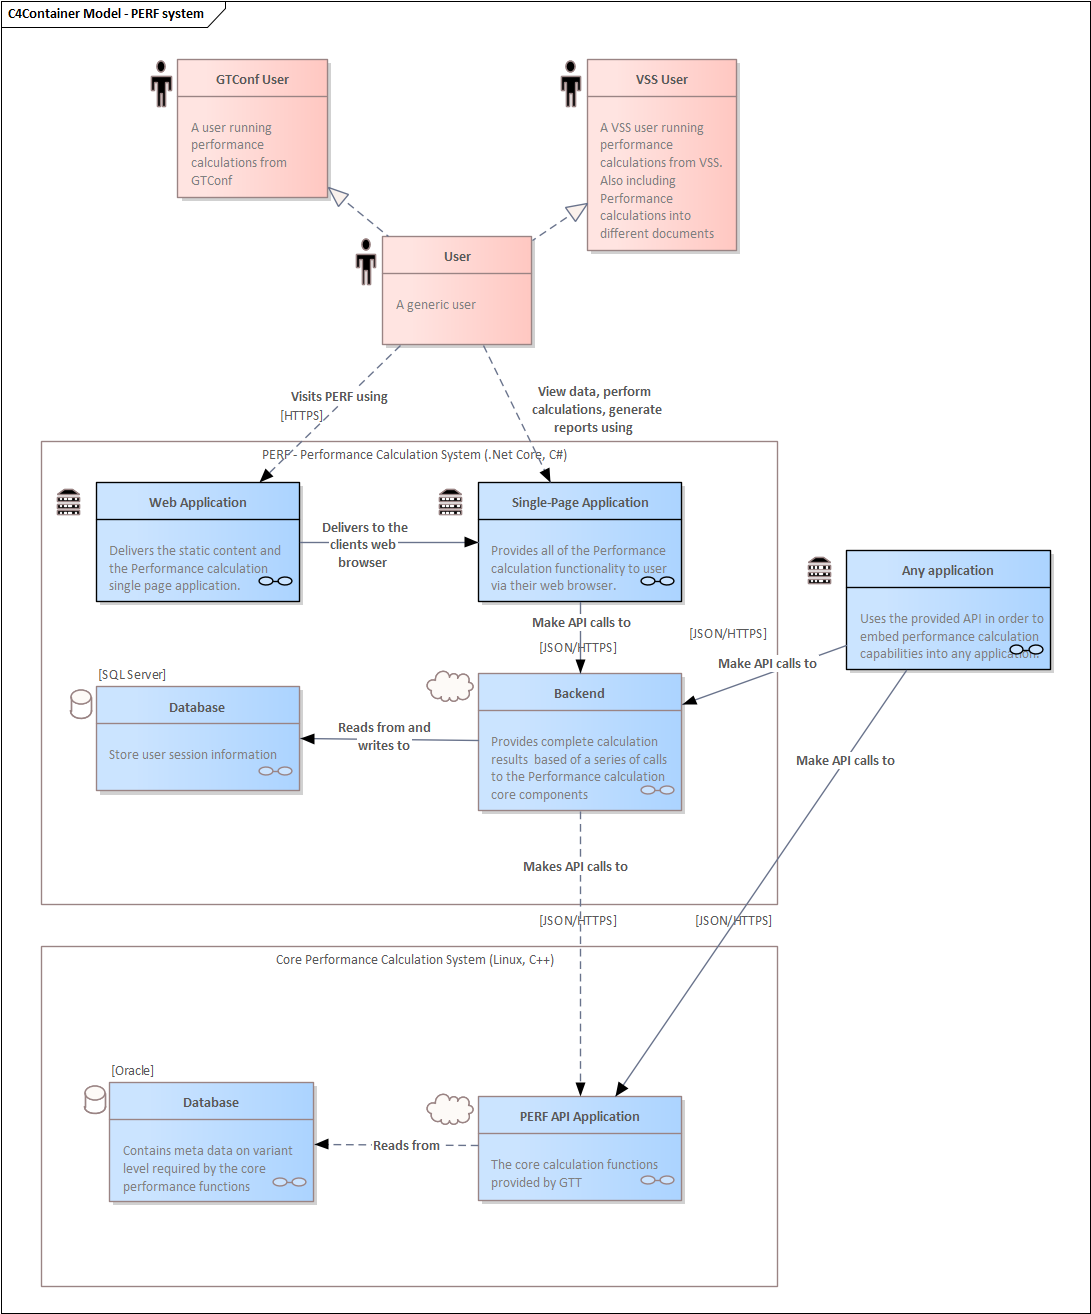 C4Container Model - PERF system
GTConf User
A user running
performance
calculations from
GTConf
VSS User
A VSS user running
performance
calculations from VSS.
Also including
Performance
calculations into
different documents
User
A generic user
Visits PERF using
[HTTPS]
View data, perform
calculations, generate
reports using
PERF - Performance Calculation System (.Net Core, C#)
Web Application
Delivers the static content and
the Performance calculation
single page application.
Delivers to the
clients web
browser
Single-Page Application
Provides all of the Performance
calculation functionality to user
via their web browser.
Any application
Uses the provided API in order to
embed performance calculation
capabilities into any application.
Make API calls to
[JSON/HTTPS]
[JSON/HTTPS]
Make API calls to
[SQL Server]
Database
Store user session information
Reads from and
writes to
Backend
Provides complete calculation
results  based of a series of calls
to the Performance calculation
core components
Make API calls to
Makes API calls to
[JSON/HTTPS]
[JSON/HTTPS]
Core Performance Calculation System (Linux, C++)
[Oracle]
Database
Contains meta data on variant
level required by the core
performance functions
Reads from
PERF API Application
The core calculation functions
provided by GTT